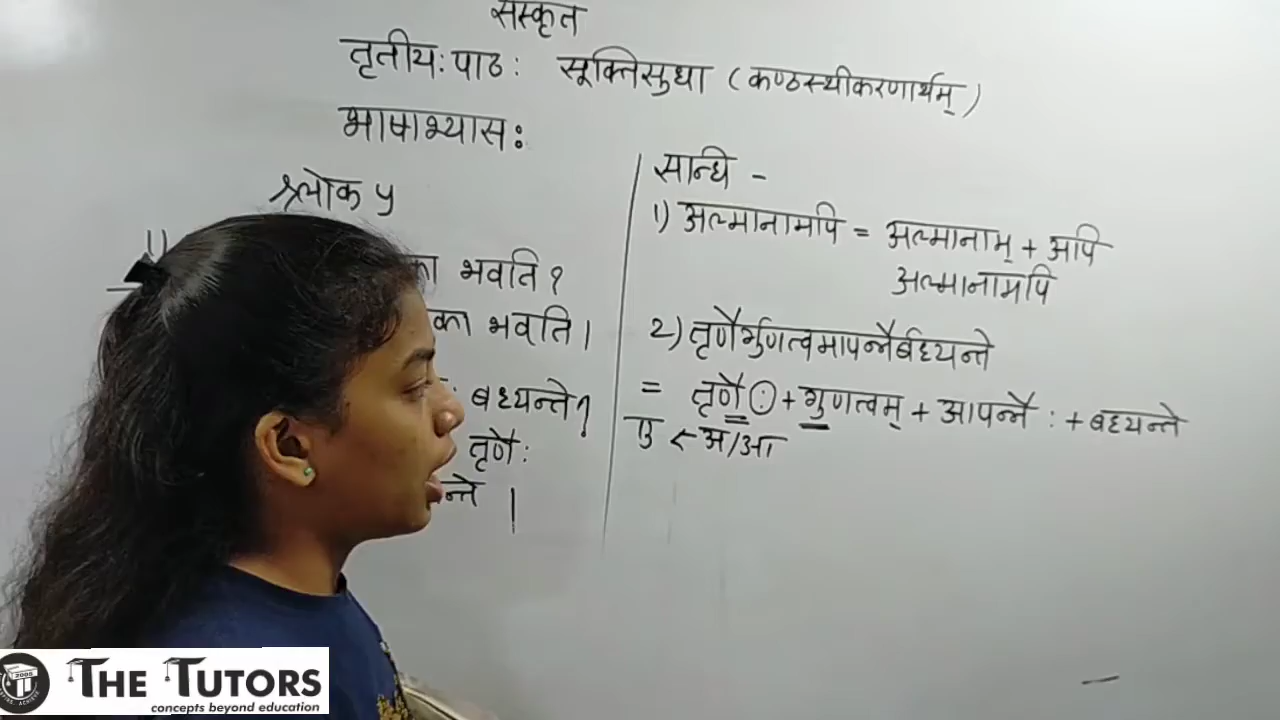 संस्कृत
तृतीय: पाठ: सूक्तिसुधा (कण्ठस्थीकरणार्थम्)
भाषाभ्यास:
श्लोक ५
1)
का भवति?
का भवति।
: बध्यन्ते?
तृणै:
न्ते ।
सन्धि -
1) अल्पानामपि = अल्पानाम् + अपि
अल्पानामपि
2) तृणैर्गुणत्वमापन्नैर्बध्यन्ते
= तृणै : + गुणत्वम् + आपन्नै : + बध्यन्ते
ए < अ/आ
THE TUTORS
concepts beyond education